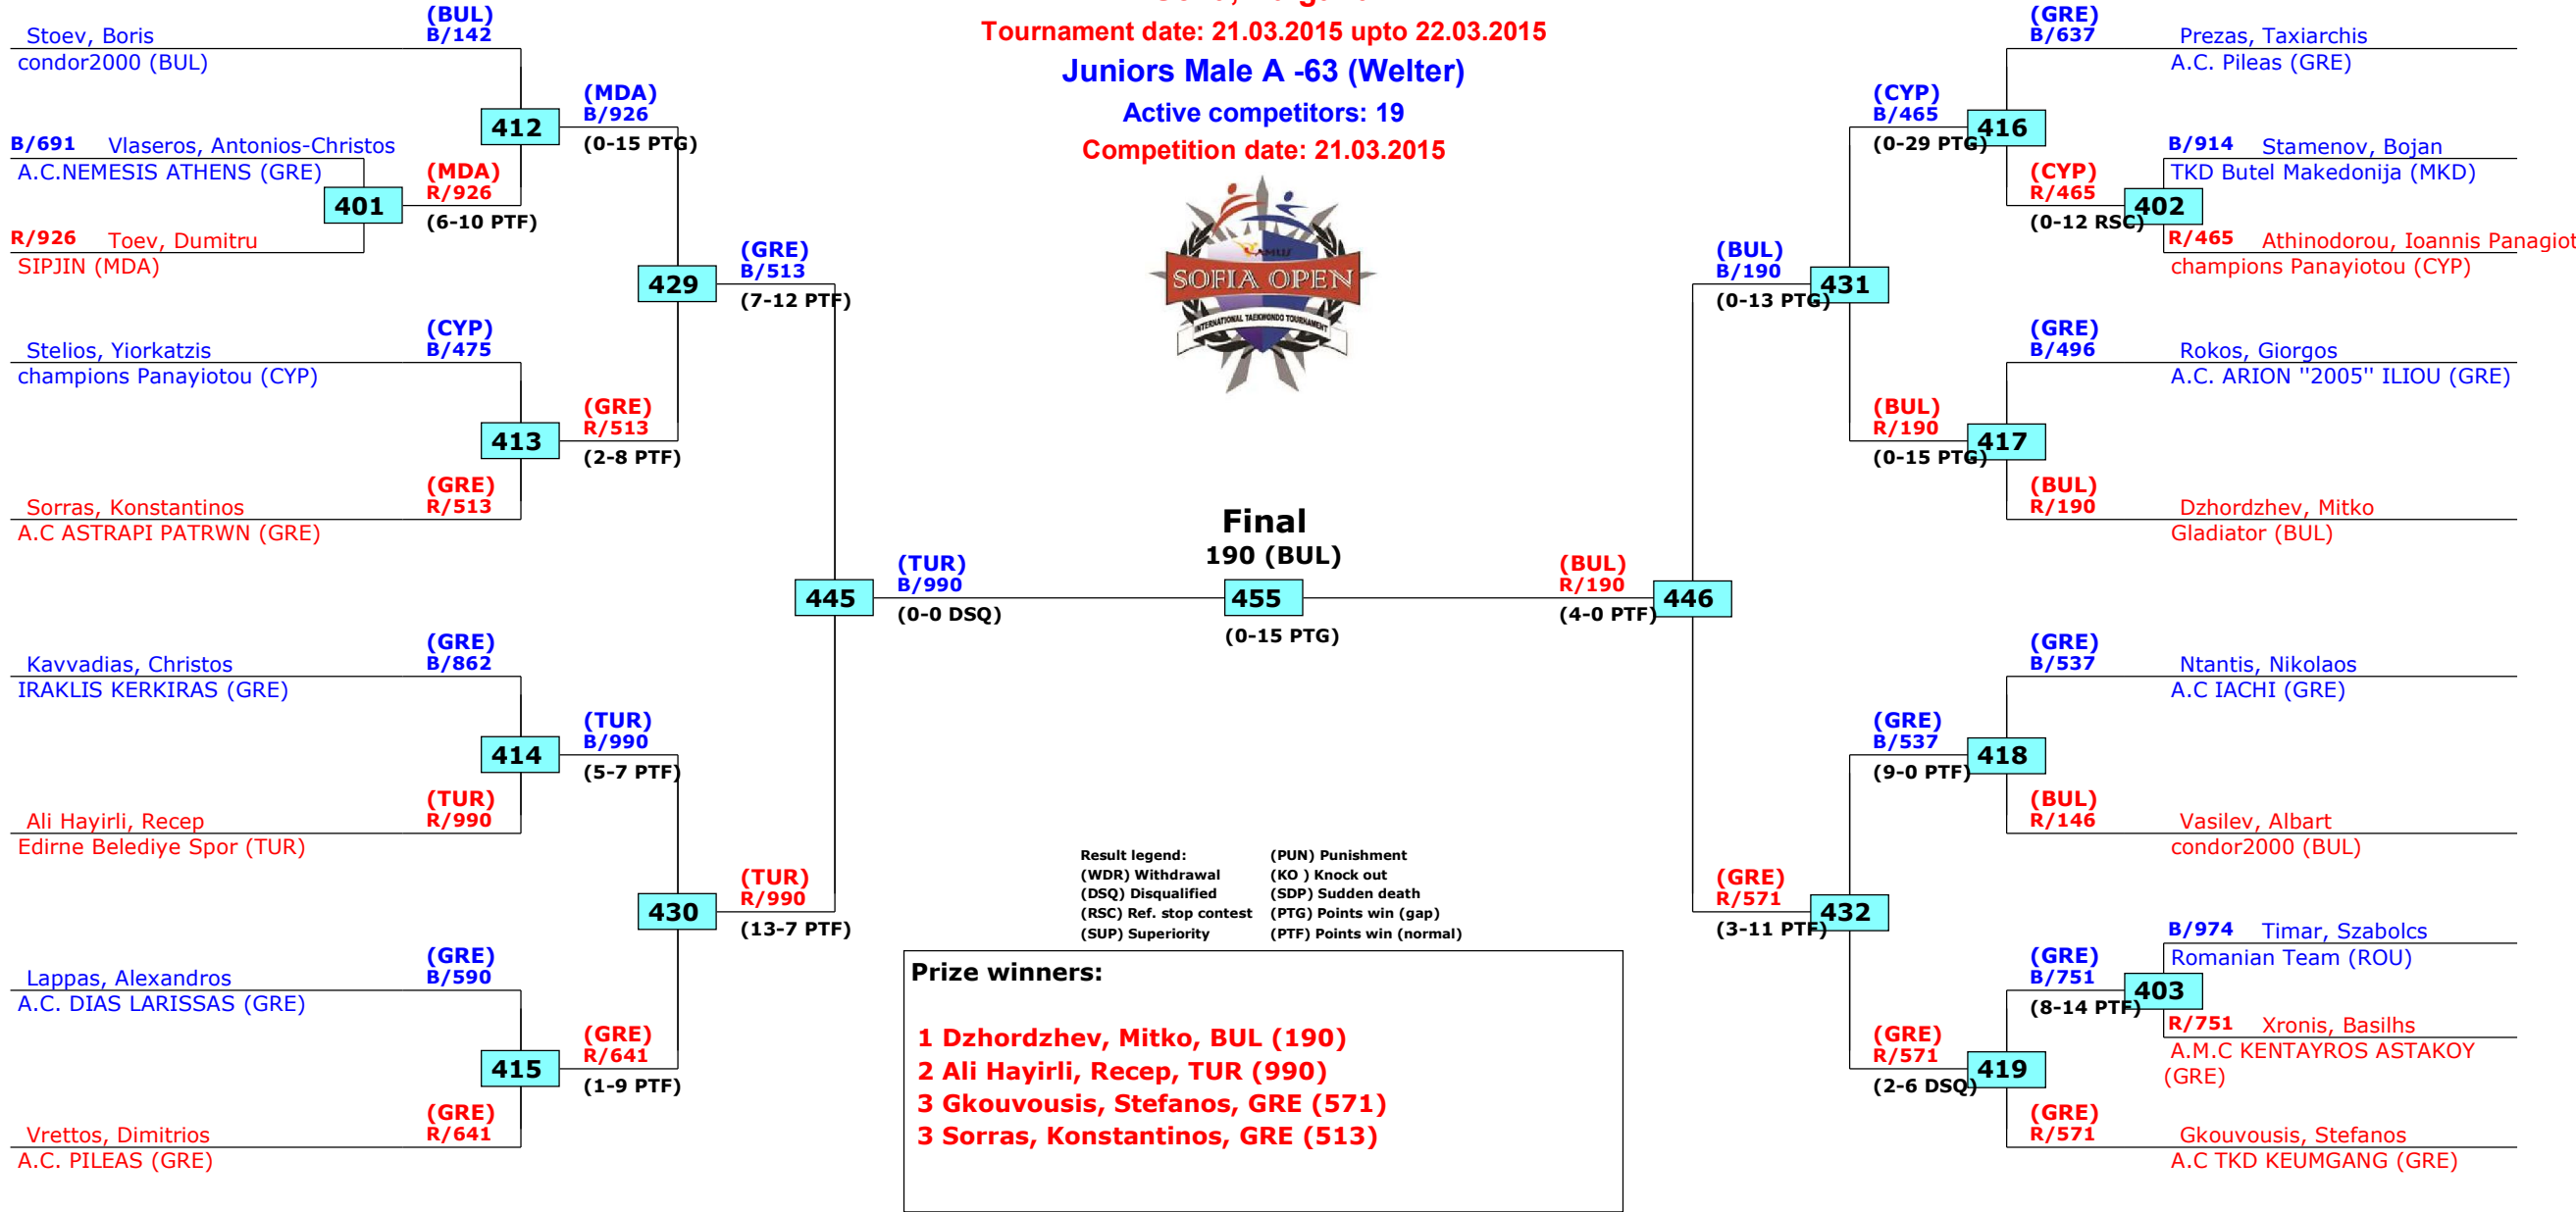 Tournament date: 21.03.2015 upto 22.03.2015
Juniors Male A -63 (Welter)
Active competitors: 19
Competition date: 21.03.2015
SOFIA OPEN
INTERNATIONAL TAEKWONDO TOURNAMENT
(BUL)
B/142
Stoev, Boris
condor2000 (BUL)
412
(MDA)
B/926
(0-15 PTG)
B/691 Vlaseros, Antonios-Christos
A.C.NEMESIS ATHENS (GRE)
401
(MDA)
R/926
(6-10 PTF)
R/926 Toev, Dumitru
SIPJIN (MDA)
429
(GRE)
B/513
(7-12 PTF)
(CYP)
B/475
Stelios, Yiorkatzis
champions Panayiotou (CYP)
413
(GRE)
R/513
(2-8 PTF)
(GRE)
R/513
Sorras, Konstantinos
A.C ASTRAPI PATRWN (GRE)
445
(TUR)
B/990
(0-0 DSQ)
(GRE)
B/862
Kavvadias, Christos
IRAKLIS KERKIRAS (GRE)
414
(TUR)
B/990
(5-7 PTF)
(TUR)
R/990
Ali Hayirli, Recep
Edirne Belediye Spor (TUR)
430
(TUR)
R/990
(13-7 PTF)
(GRE)
B/590
Lappas, Alexandros
A.C. DIAS LARISSAS (GRE)
415
(GRE)
R/641
(1-9 PTF)
(GRE)
R/641
Vrettos, Dimitrios
A.C. PILEAS (GRE)
Final
190 (BUL)
455
(0-15 PTG)
(BUL)
R/190
(4-0 PTF)
446
(GRE)
B/637
Prezas, Taxiarchis
A.C. Pileas (GRE)
(CYP)
B/465
(0-29 PTG)
416
B/914 Stamenov, Bojan
TKD Butel Makedonija (MKD)
(CYP)
R/465
(0-12 RSC)
402
R/465 Athinodorou, Ioannis Panagiot
champions Panayiotou (CYP)
(BUL)
B/190
(0-13 PTG)
431
(GRE)
B/496
Rokos, Giorgos
A.C. ARION "2005" ILIOU (GRE)
(BUL)
R/190
(0-15 PTG)
417
(BUL)
R/190
Dzhordzhev, Mitko
Gladiator (BUL)
(GRE)
B/537
Ntantis, Nikolaos
A.C IACHI (GRE)
(GRE)
B/537
(9-0 PTF)
418
(BUL)
R/146
Vasilev, Albart
condor2000 (BUL)
(GRE)
R/571
(3-11 PTF)
432
B/974 Timar, Szabolcs
Romanian Team (ROU)
(GRE)
B/751
(8-14 PTF)
403
R/751 Xronis, Basilhs
A.M.C KENTAYROS ASTAKOY
(GRE)
(GRE)
R/571
(2-6 DSQ)
419
(GRE)
R/571
Gkouvousis, Stefanos
A.C TKD KEUMGANG (GRE)
Result legend: (PUN) Punishment
(WDR) Withdrawal (KO ) Knock out
(DSQ) Disqualified (SDP) Sudden death
(RSC) Ref. stop contest (PTG) Points win (gap)
(SUP) Superiority (PTF) Points win (normal)
Prize winners:
1 Dzhordzhev, Mitko, BUL (190)
2 Ali Hayirli, Recep, TUR (990)
3 Gkouvousis, Stefanos, GRE (571)
3 Sorras, Konstantinos, GRE (513)